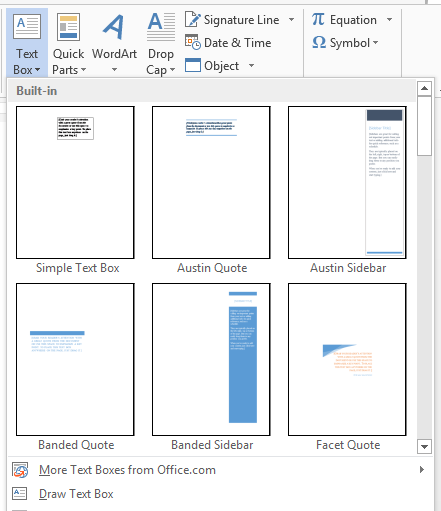 Text
Box
Quick
Parts
WordArt
Drop
Cap
Signature Line
Date & Time
Object
π Equation
Ω Symbol
Built-in
Simple Text Box
Austin Quote
Austin Sidebar
Banded Quote
Banded Sidebar
Facet Quote
More Text Boxes from Office.com
Draw Text Box